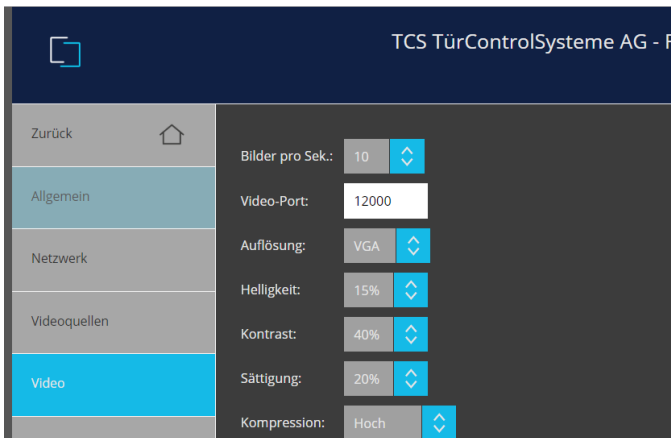 TCS TürControlSysteme AG -
Zurück
Allgemein
Netzwerk
Videoquellen
Video
Bilder pro Sek.: 10
Video-Port: 12000
Auflösung: VGA
Helligkeit: 15%
Kontrast: 40%
Sättigung: 20%
Kompression: Hoch